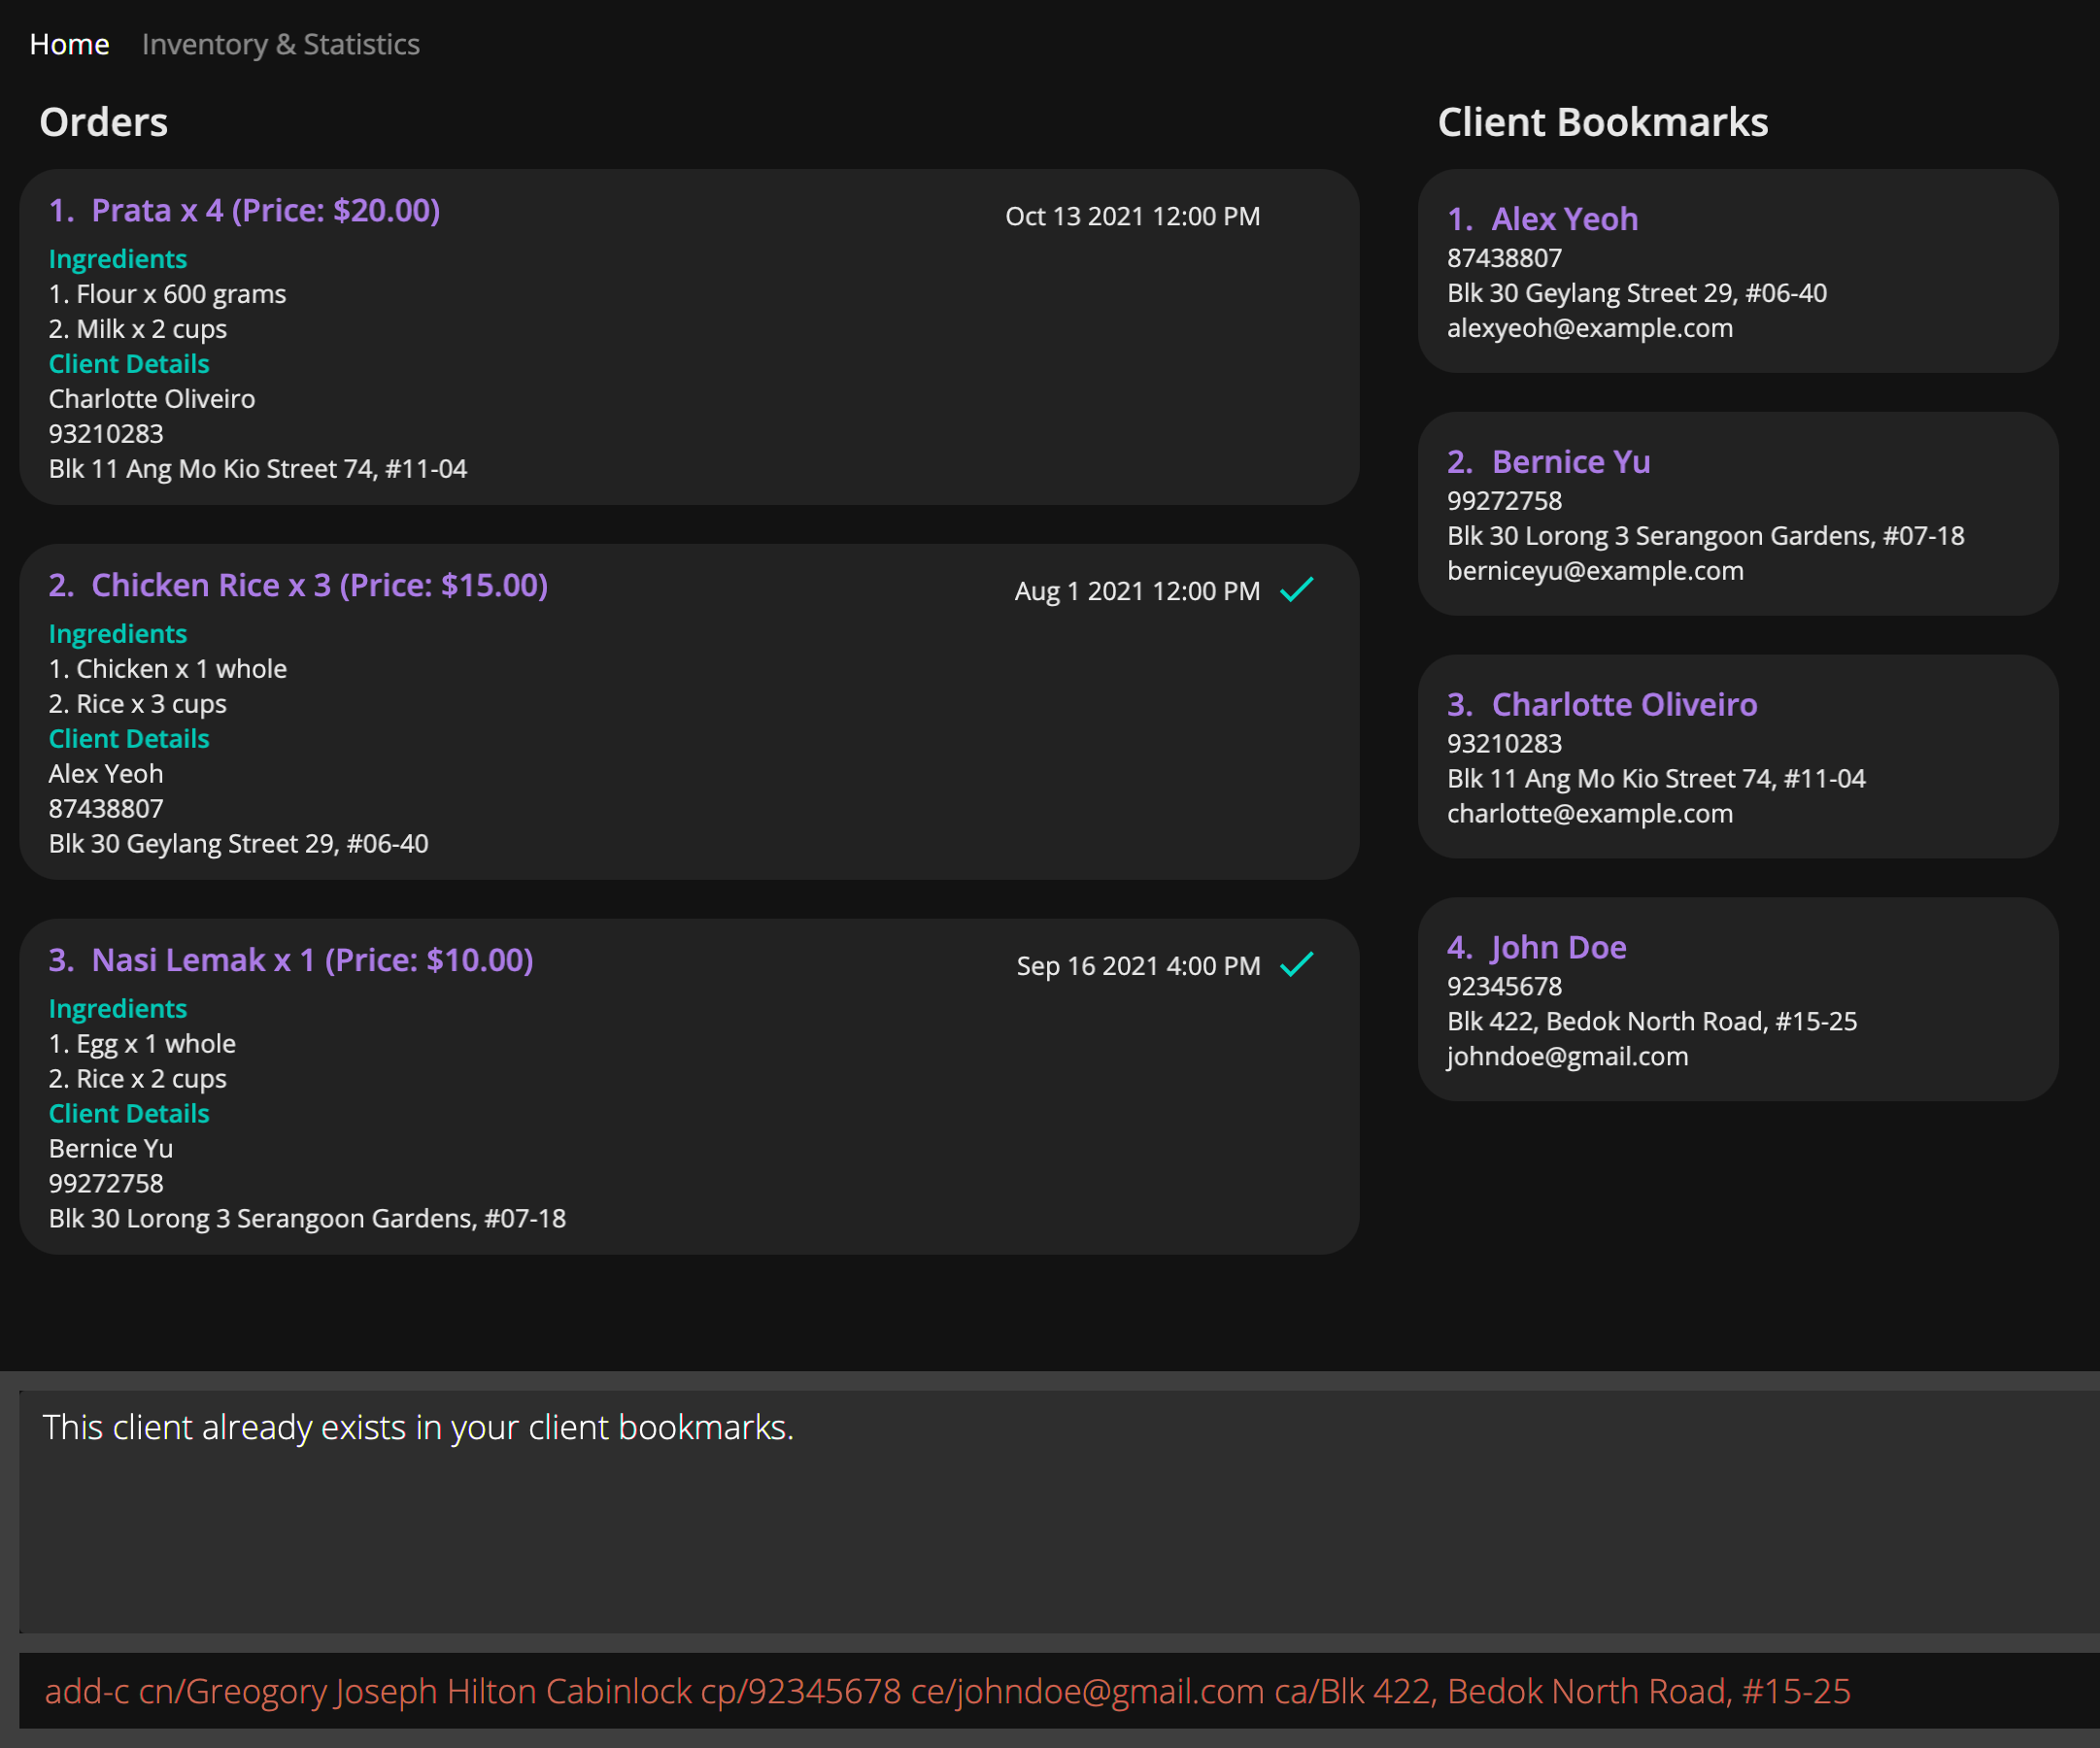 Home Inventory & Statistics
Orders
1. Prata x 4 (Price: $20.00) Oct 13 2021 12:00 PM
Ingredients
1. Flour x 600 grams
2. Milk x 2 cups
Client Details
Charlotte Oliveiro
93210283
Blk 11 Ang Mo Kio Street 74, #11-04
2. Chicken Rice x 3 (Price: $15.00) Aug 1 2021 12:00 PM
Ingredients
1. Chicken x 1 whole
2. Rice x 3 cups
Client Details
Alex Yeoh
87438807
Blk 30 Geylang Street 29, #06-40
3. Nasi Lemak x 1 (Price: $10.00) Sep 16 2021 4:00 PM
Ingredients
1. Egg x 1 whole
2. Rice x 2 cups
Client Details
Bernice Yu
99272758
Blk 30 Lorong 3 Serangoon Gardens, #07-18
Client Bookmarks
1. Alex Yeoh
87438807
Blk 30 Geylang Street 29, #06-40
alexyeoh@example.com
2. Bernice Yu
99272758
Blk 30 Lorong 3 Serangoon Gardens, #07-18
berniceyu@example.com
3. Charlotte Oliveiro
93210283
Blk 11 Ang Mo Kio Street 74, #11-04
charlotte@example.com
4. John Doe
92345678
Blk 422, Bedok North Road, #15-25
johndoe@gmail.com
This client already exists in your client bookmarks.
add-c cn/Greogory Joseph Hilton Cabinlock cp/92345678 ce/johndoe@gmail.com ca/Blk 422, Bedok North Road, #15-25